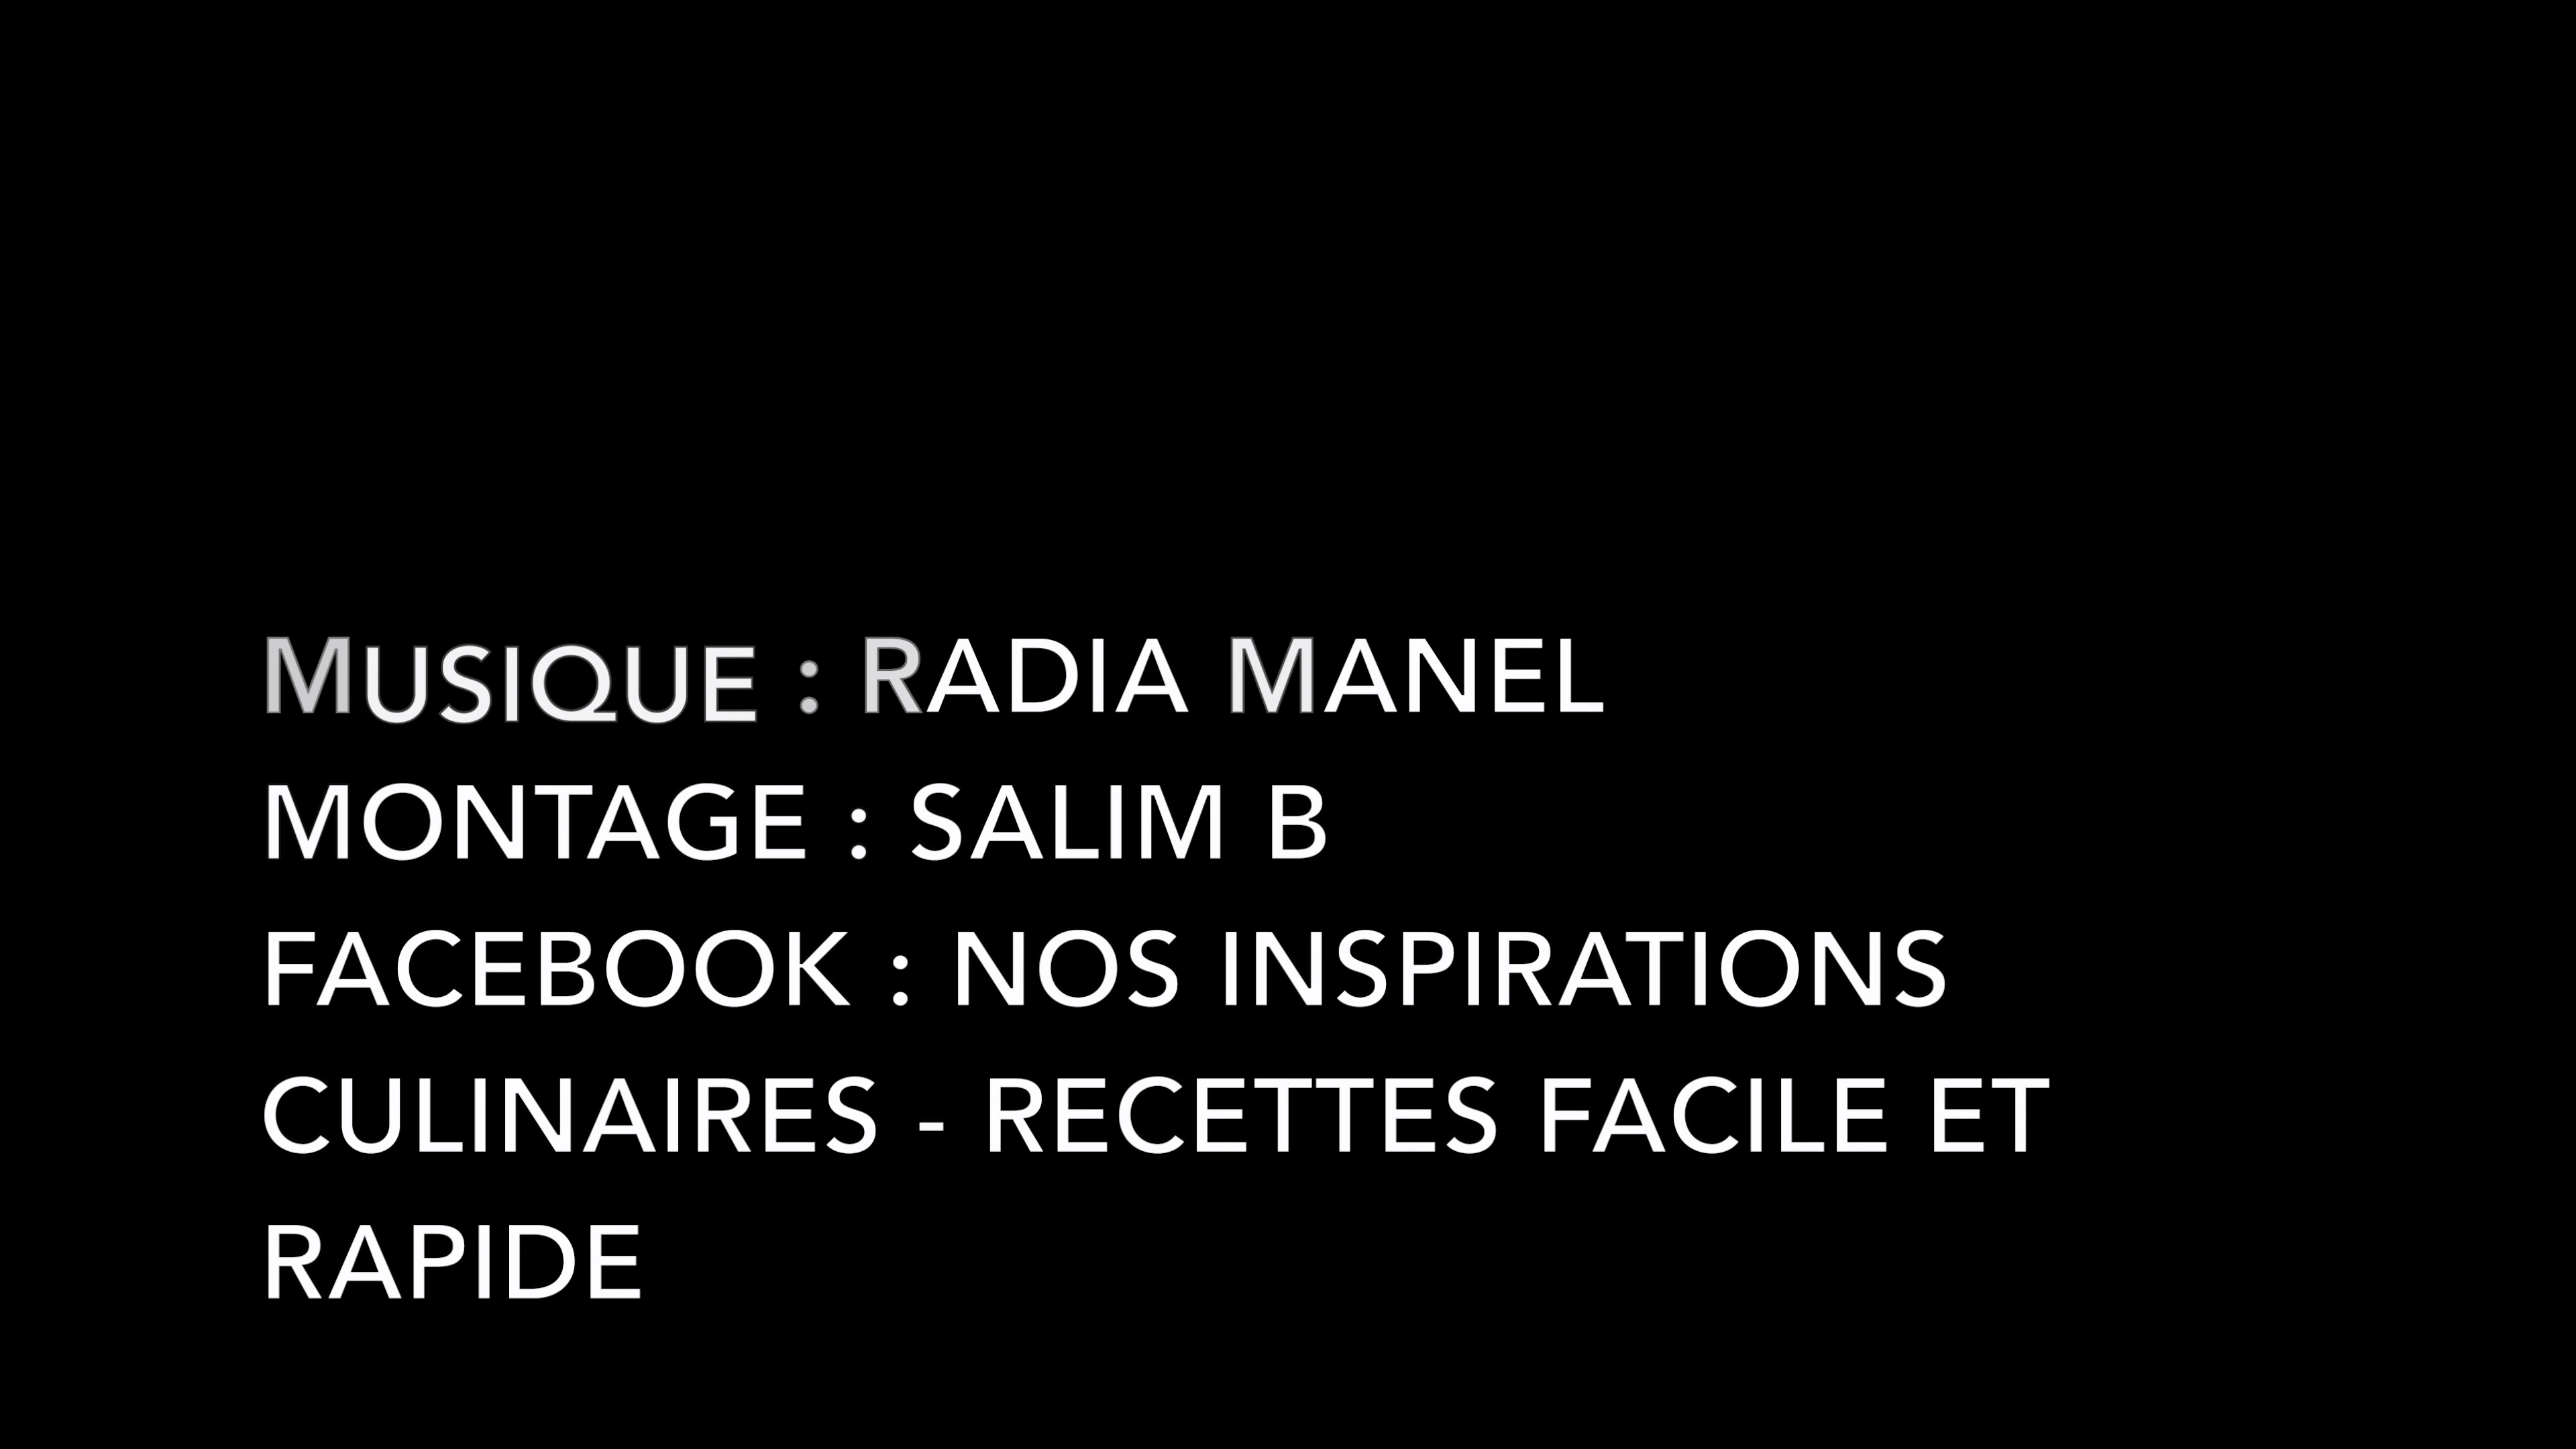 MUSIQUE : RADIA MANEL
MONTAGE : SALIM B
FACEBOOK : NOS INSPIRATIONS
CULINAIRES - RECETTES FACILE ET
RAPIDE